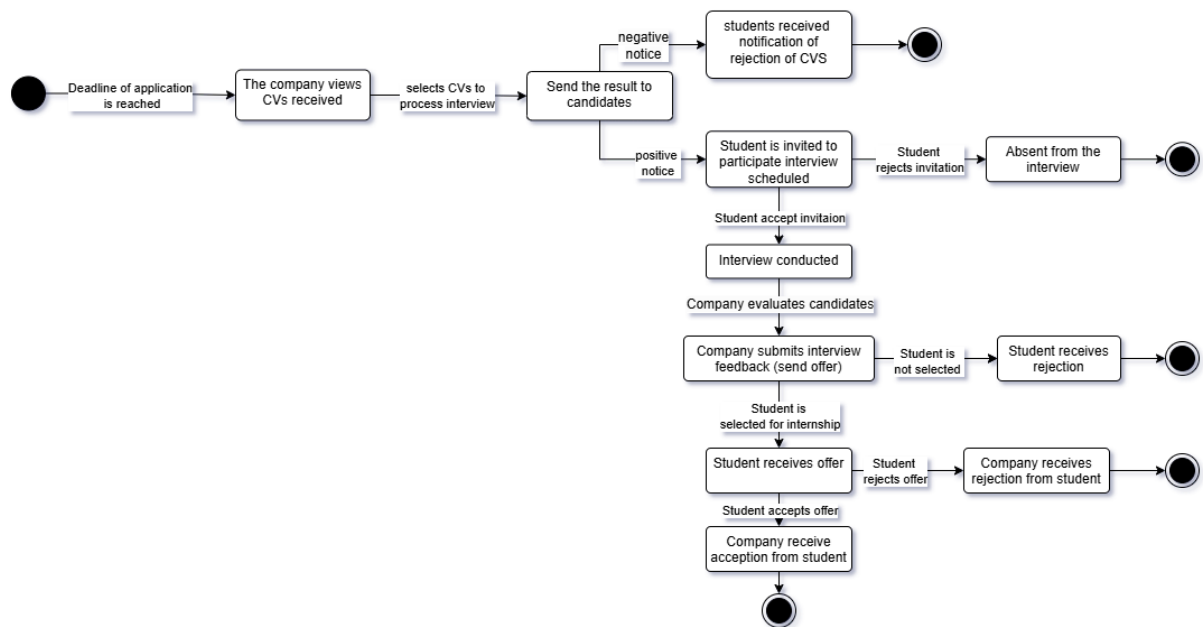 Deadline of application
is reached
The company views
CVs received
selects CVs to
process interview
Send the result to
candidates
negative
notice
students received
notification of
rejection of CVS
positive
notice
Student is invited to
participate interview
scheduled
Student
rejects invitation
Absent from the
interview
Student accept invitaion
Interview conducted
Company evaluates candidates
Company submits interview
feedback (send offer)
Student is
not selected
Student receives
rejection
Student is
selected for internship
Student receives offer
Student
rejects offer
Company receives
rejection from student
Student accepts offer
Company receive
acception from student